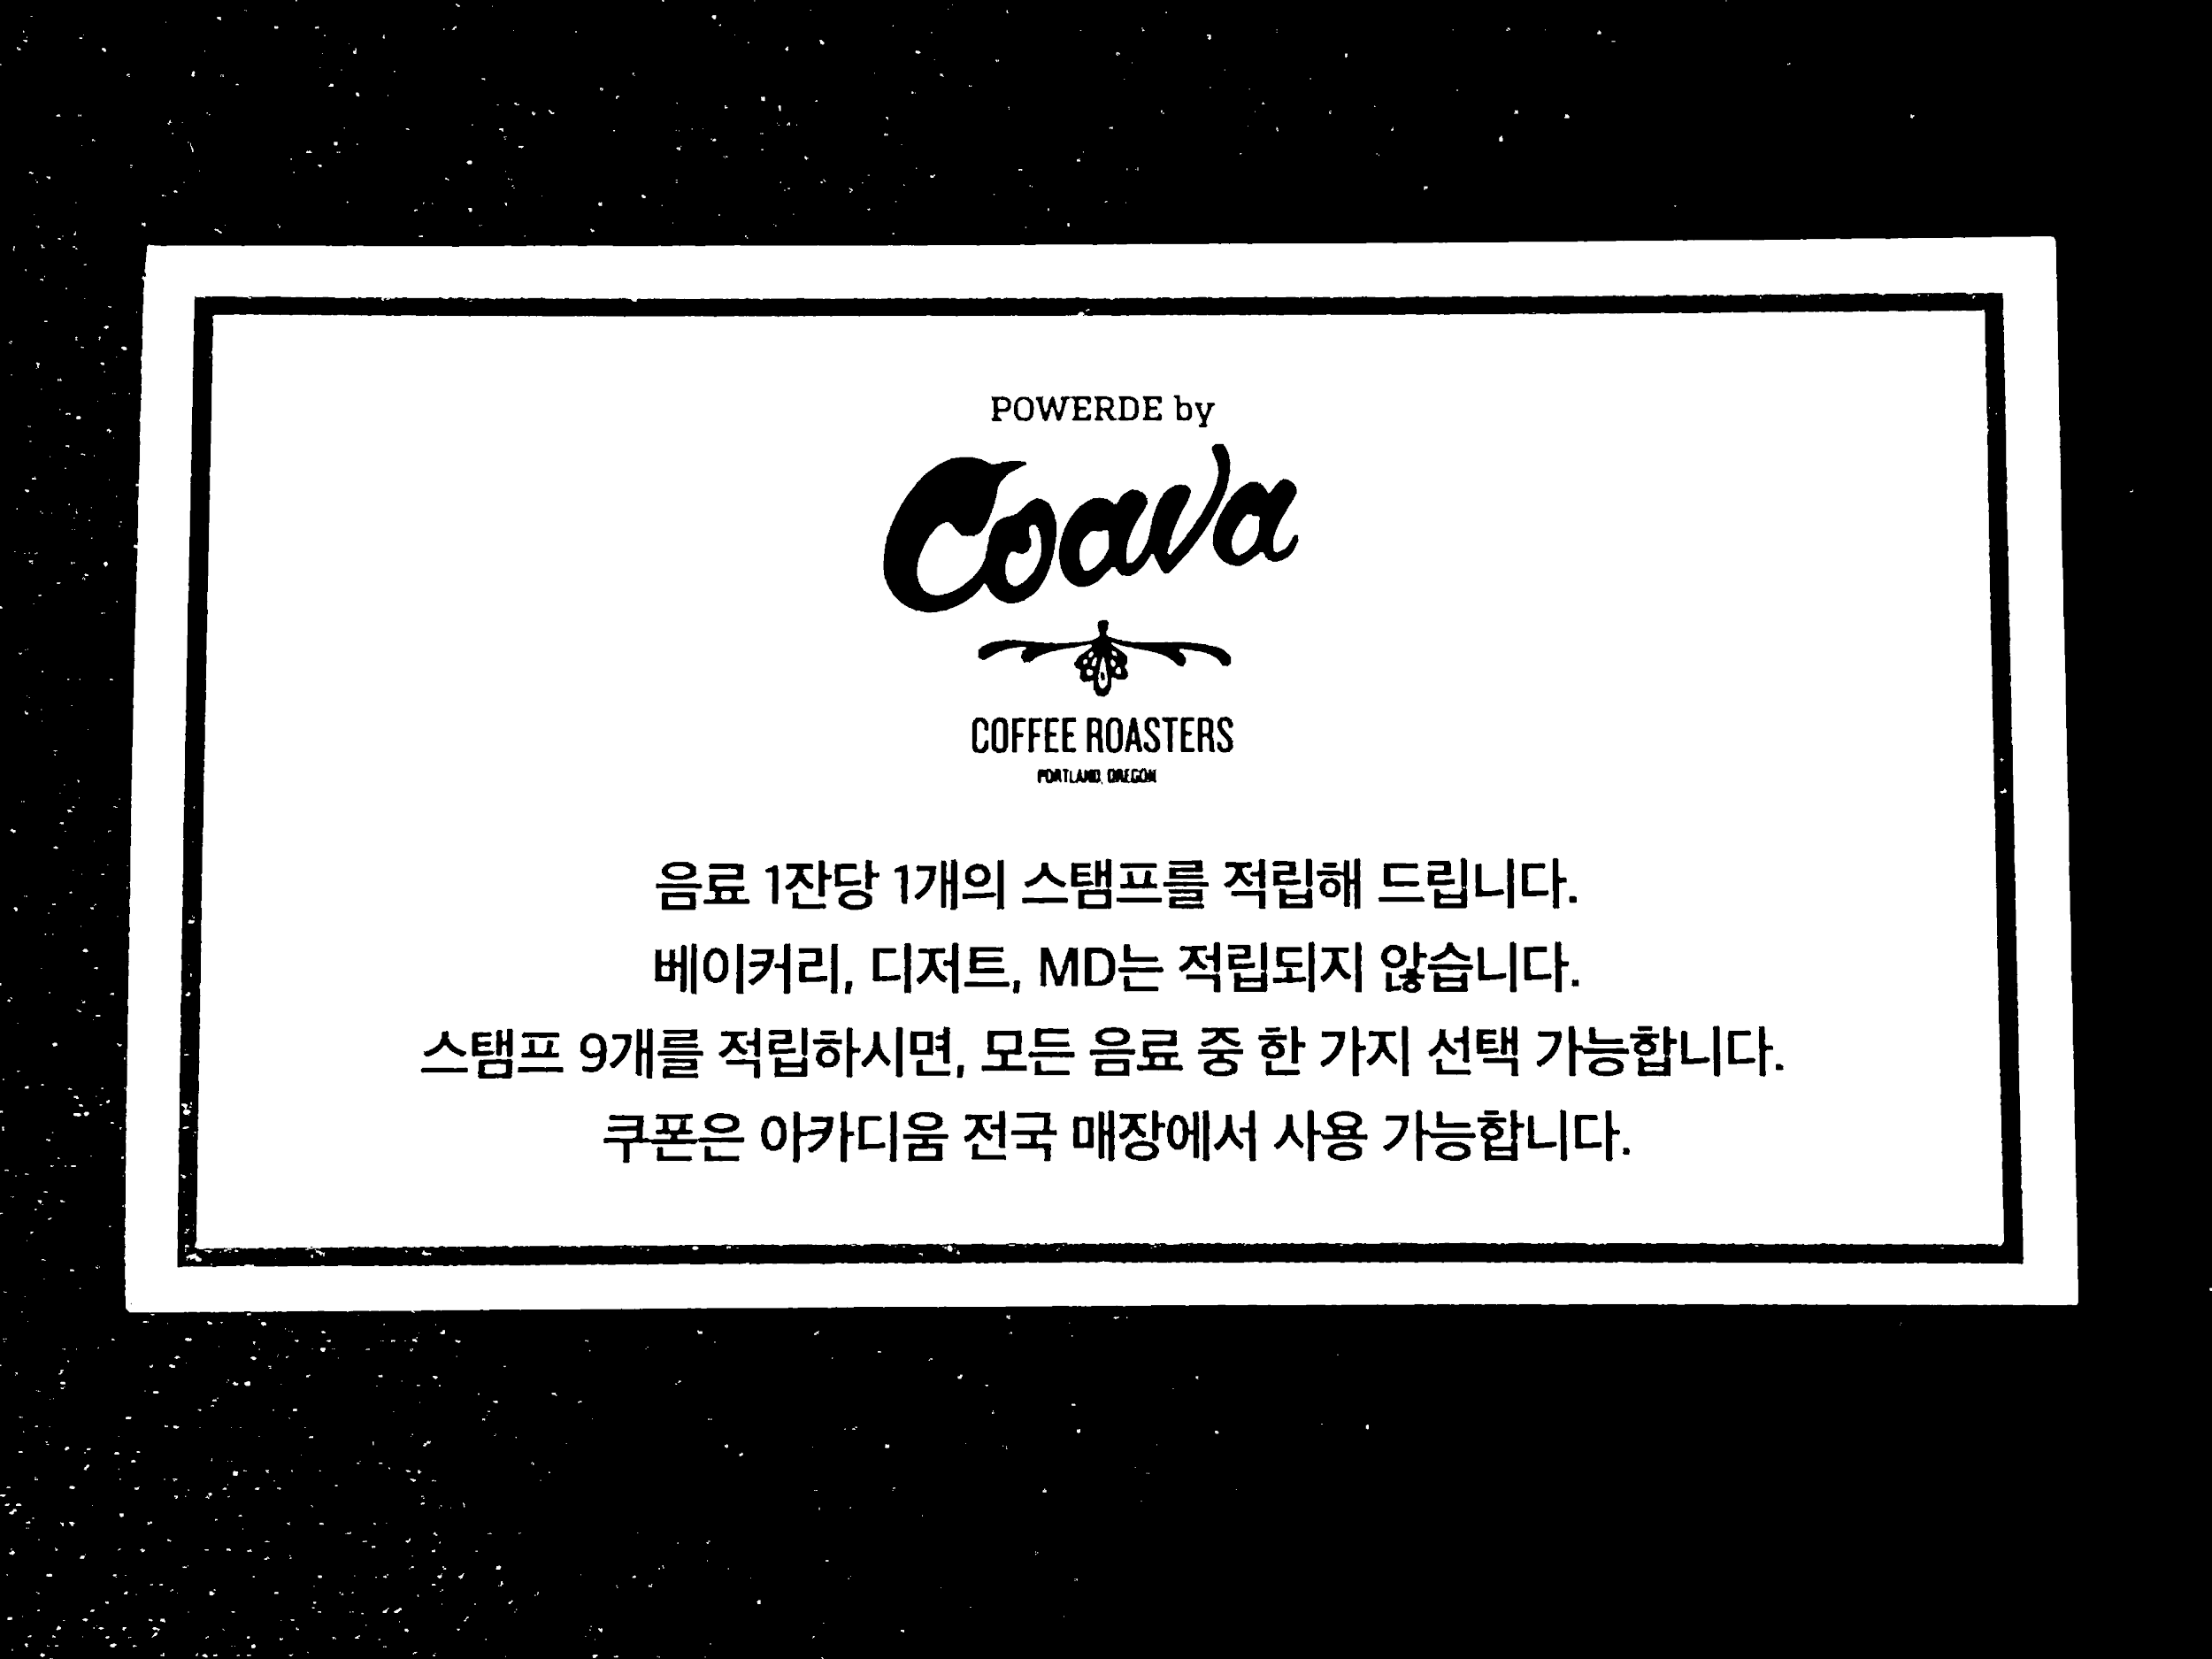 POWERDE by
Coava
COFFEE ROASTERS
PORTLAND, OREGON
음료 1잔당 1개의 스탬프를 적립해 드립니다.
베이커리, 디저트, MD는 적립되지 않습니다.
스탬프 9개를 적립하시면, 모든 음료 중 한 가지 선택 가능합니다.
쿠폰은 아카디움 전국 매장에서 사용 가능합니다.